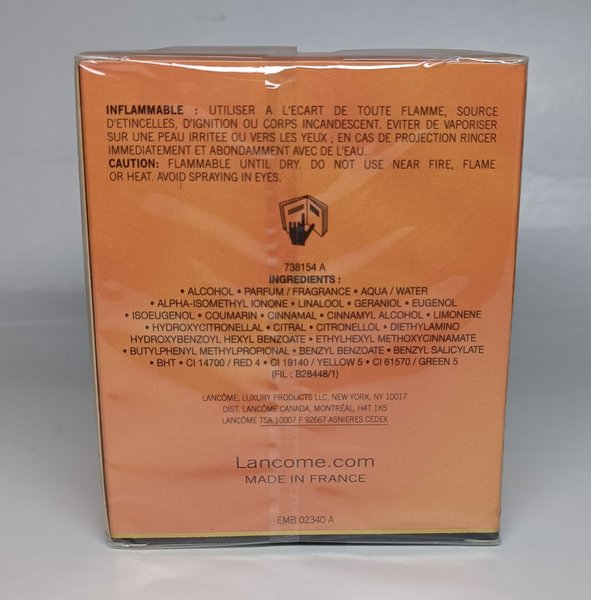 INFLAMMABLE : UTILISER A L'ECART DE TOUTE FLAMME, SOURCE
D'ETINCELLES, D'IGNITION OU CORPS INCANDESCENT. EVITER DE VAPORISER
SUR UNE PEAU IRRITEE OU VERS LES YEUX ; EN CAS DE PROJECTION RINCER
IMMEDIATEMENT ET ABONDAMMENT AVEC DE L'EAU.
CAUTION: FLAMMABLE UNTIL DRY. DO NOT USE NEAR FIRE, FLAME
OR HEAT. AVOID SPRAYING IN EYES.
738154 A
INGREDIENTS :
• ALCOHOL • PARFUM / FRAGRANCE • AQUA / WATER
• ALPHA-ISOMETHYL IONONE • LINALOOL • GERANIOL • EUGENOL
ISOEUGENOL • COUMARIN • CINNAMAL • CINNAMYL ALCOHOL • LIMONENE
• HYDROXYCITRONELLAL • CITRAL • CITRONELLOL • DIETHYLAMINO
HYDROXYBENZOYL HEXYL BENZOATE • ETHYLHEXYL METHOXYCINNAMATE
• BUTYLPHENYL METHYLPROPIONAL • BENZYL BENZOATE • BENZYL SALICYLATE
• BHT • CI 14700 / RED 4 • CI 19140 / YELLOW 5 • CI 61570 / GREEN 5
(FIL : B28448/1)
LANCÔME, LUXURY PRODUCTS LLC, NEW YORK, NY 10017
DIST. LANCÔME CANADA, MONTRÉAL, H4T 1K5
LANCÔME TSA 10007 F 92667 ASNIERES CEDEX
Lancome.com
MADE IN FRANCE
EMB 02340 A